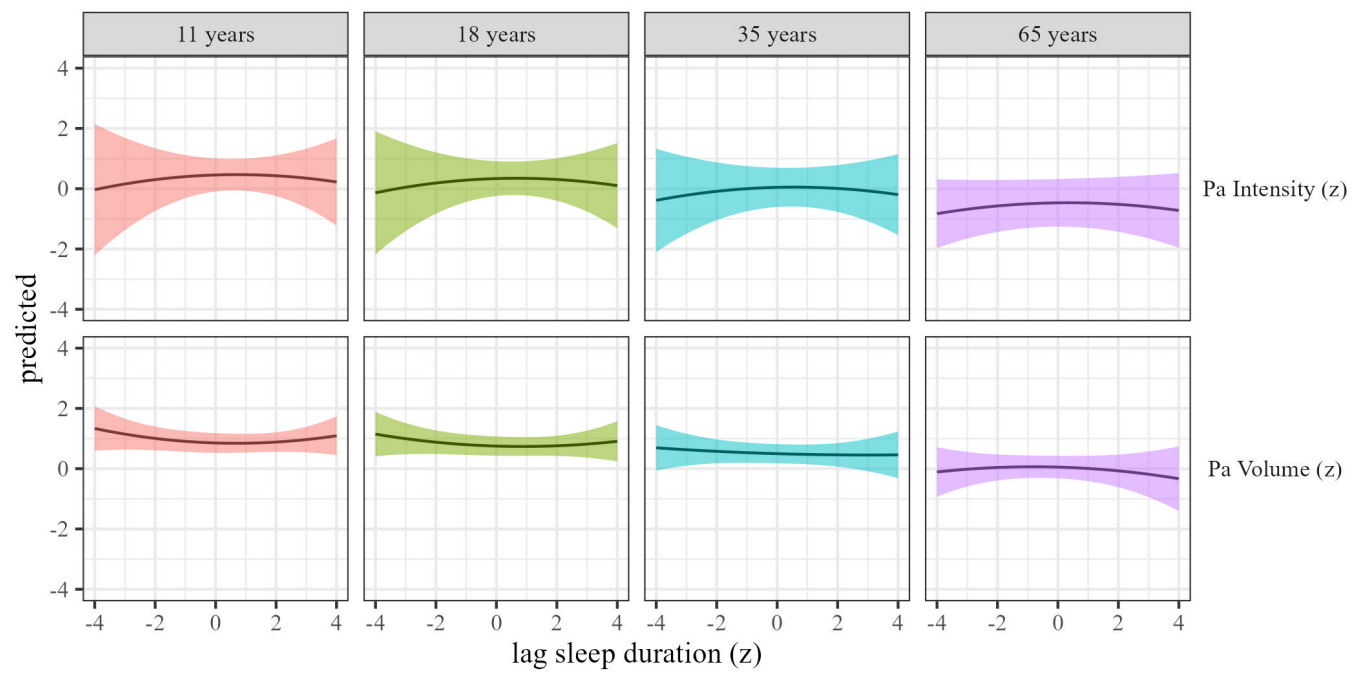 11 years 18 years 35 years 65 years
4
2
0
-2
-4
Pa Intensity (z)
predicted
4
2
0
-2
-4
Pa Volume (z)
-4 -2 0 2 4 -4 -2 0 2 4 -4 -2 0 2 4 -4 -2 0 2 4
lag sleep duration (z)